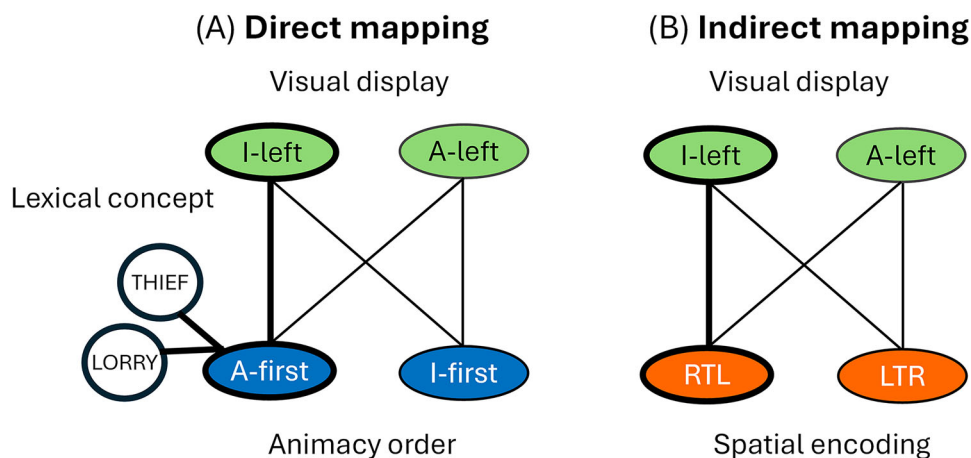 (A) Direct mapping
Visual display
I-left
A-left
Lexical concept
THIEF
LORRY
A-first
I-first
Animacy order
(B) Indirect mapping
Visual display
I-left
A-left
RTL
LTR
Spatial encoding